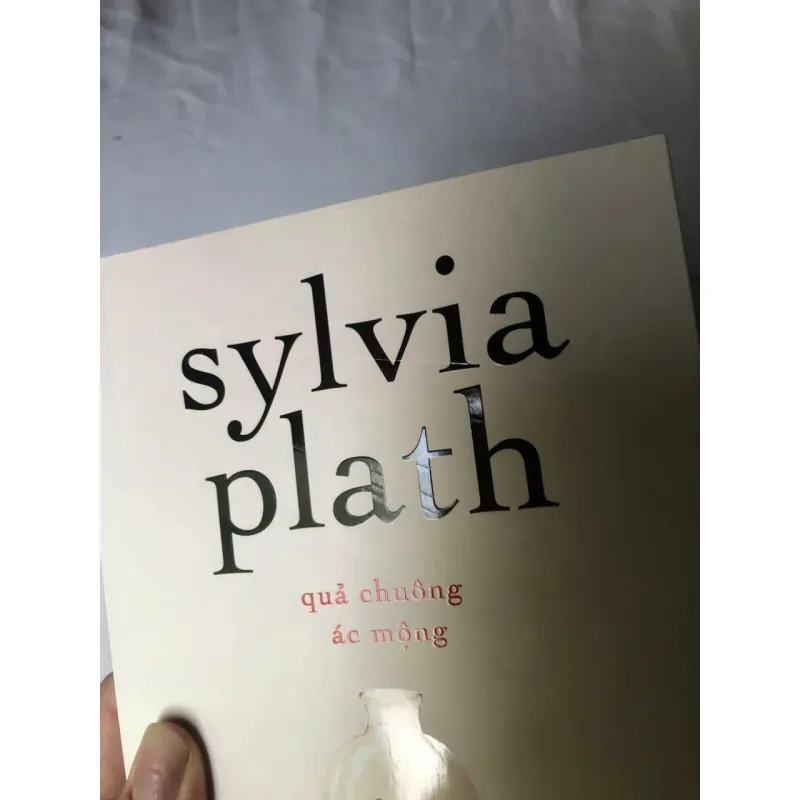 sylvia
plath
quả chuông
ác mộng